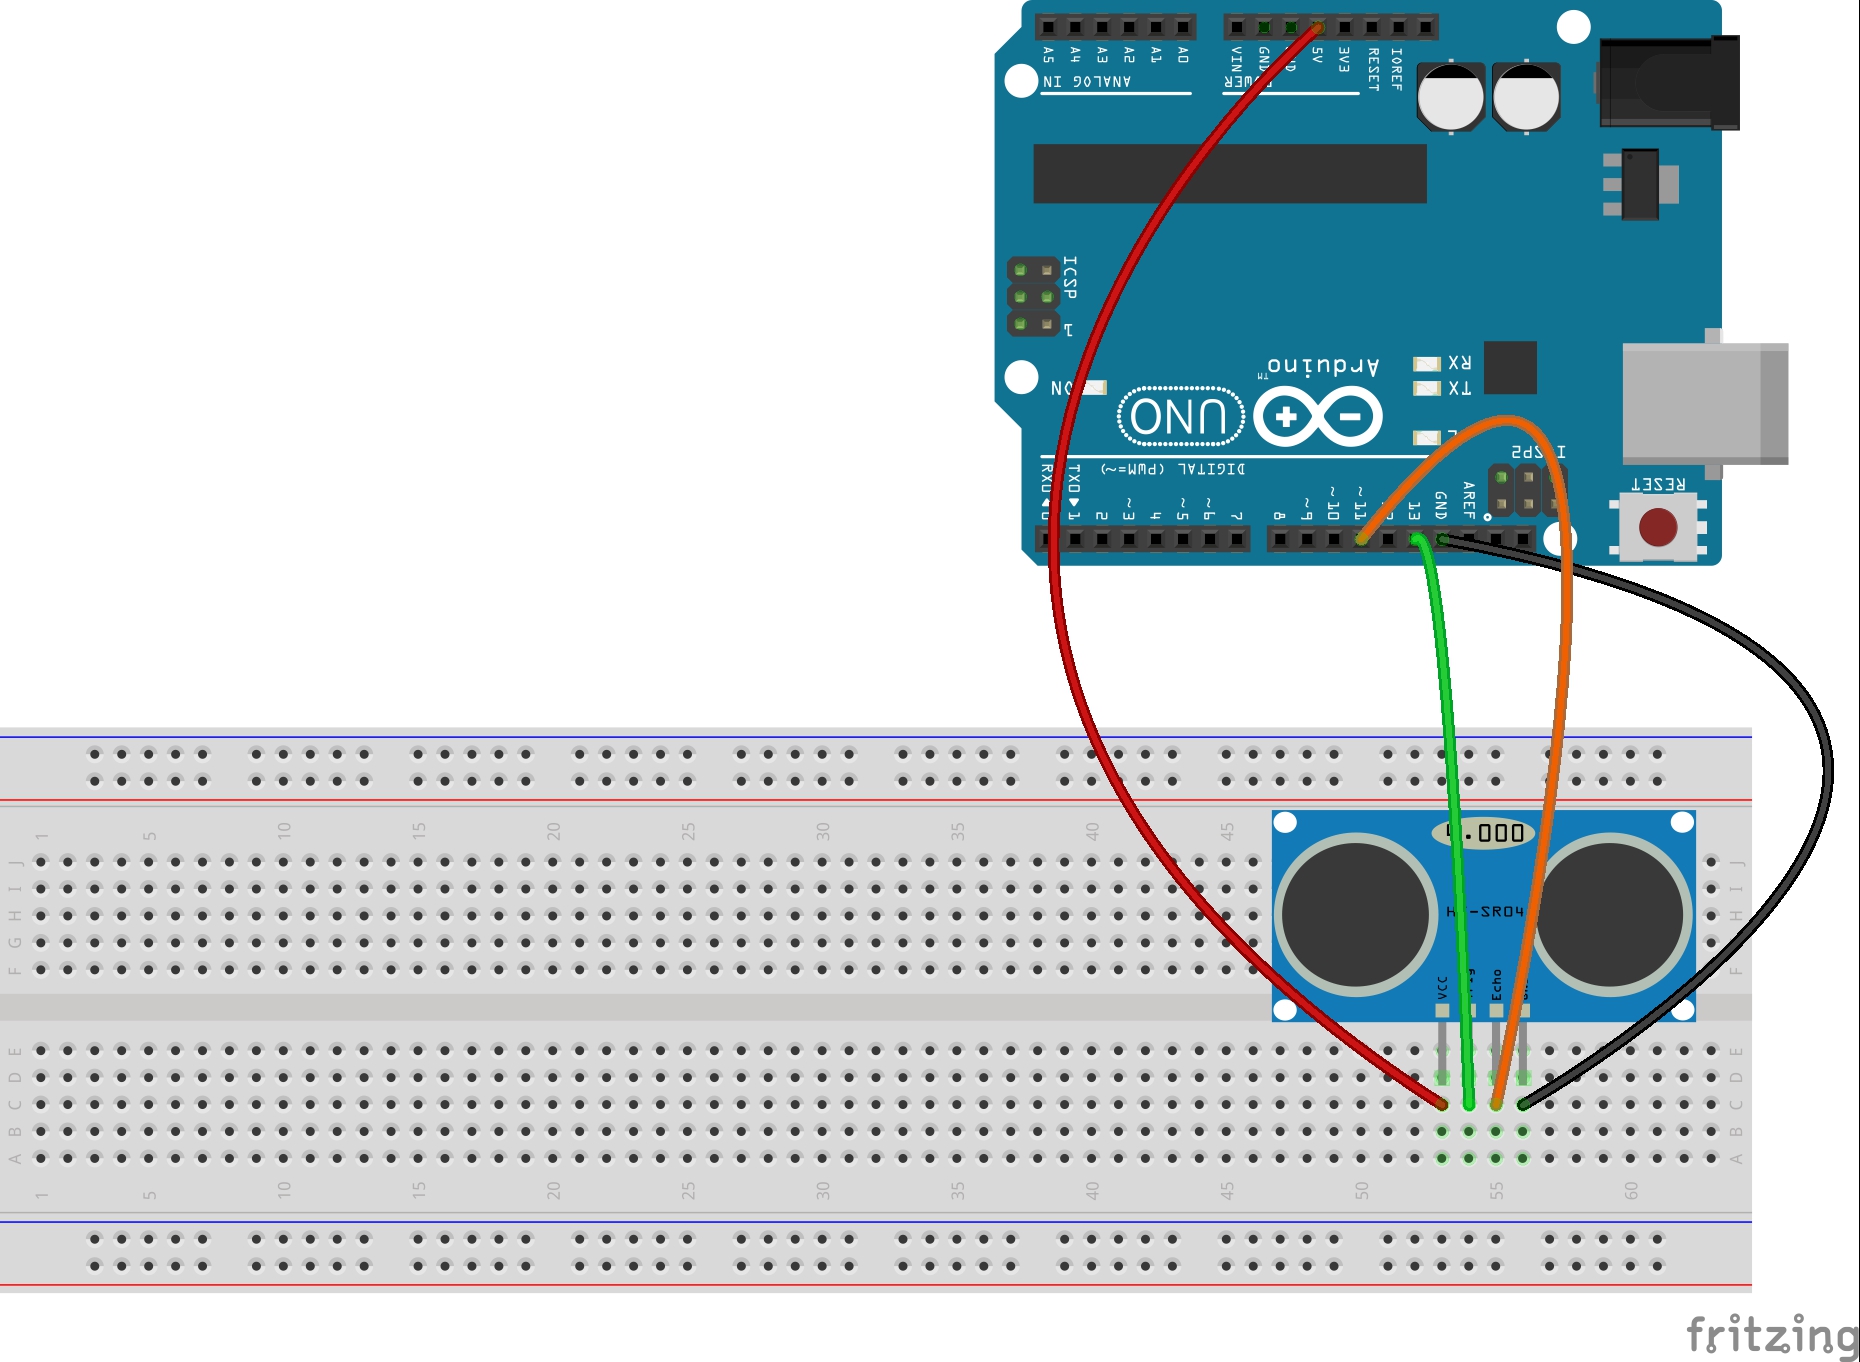 A5 A4 A3 A2 A1 A0
VIN GND 5V 3V3 RESET IOREF
ANALOG IN
POWER
ICSP
1
Arduino
TM
RX
TX
ON
UNO
ICSP2
DIGITAL (PWM=~)
RESET
RX0 TX0
0 1 2 ~3 4 ~5 ~6 7 8 ~9 ~10 ~11 13 GND AREF
1 5 10 15 20 25 30 35 40 45
4.000
HC-SR04
VCC Trig Echo
J J
I I
H H
G
F F
E E
D D
C C
B B
A A
1 5 10 15 20 25 30 35 40 45 50 55 60
fritzing